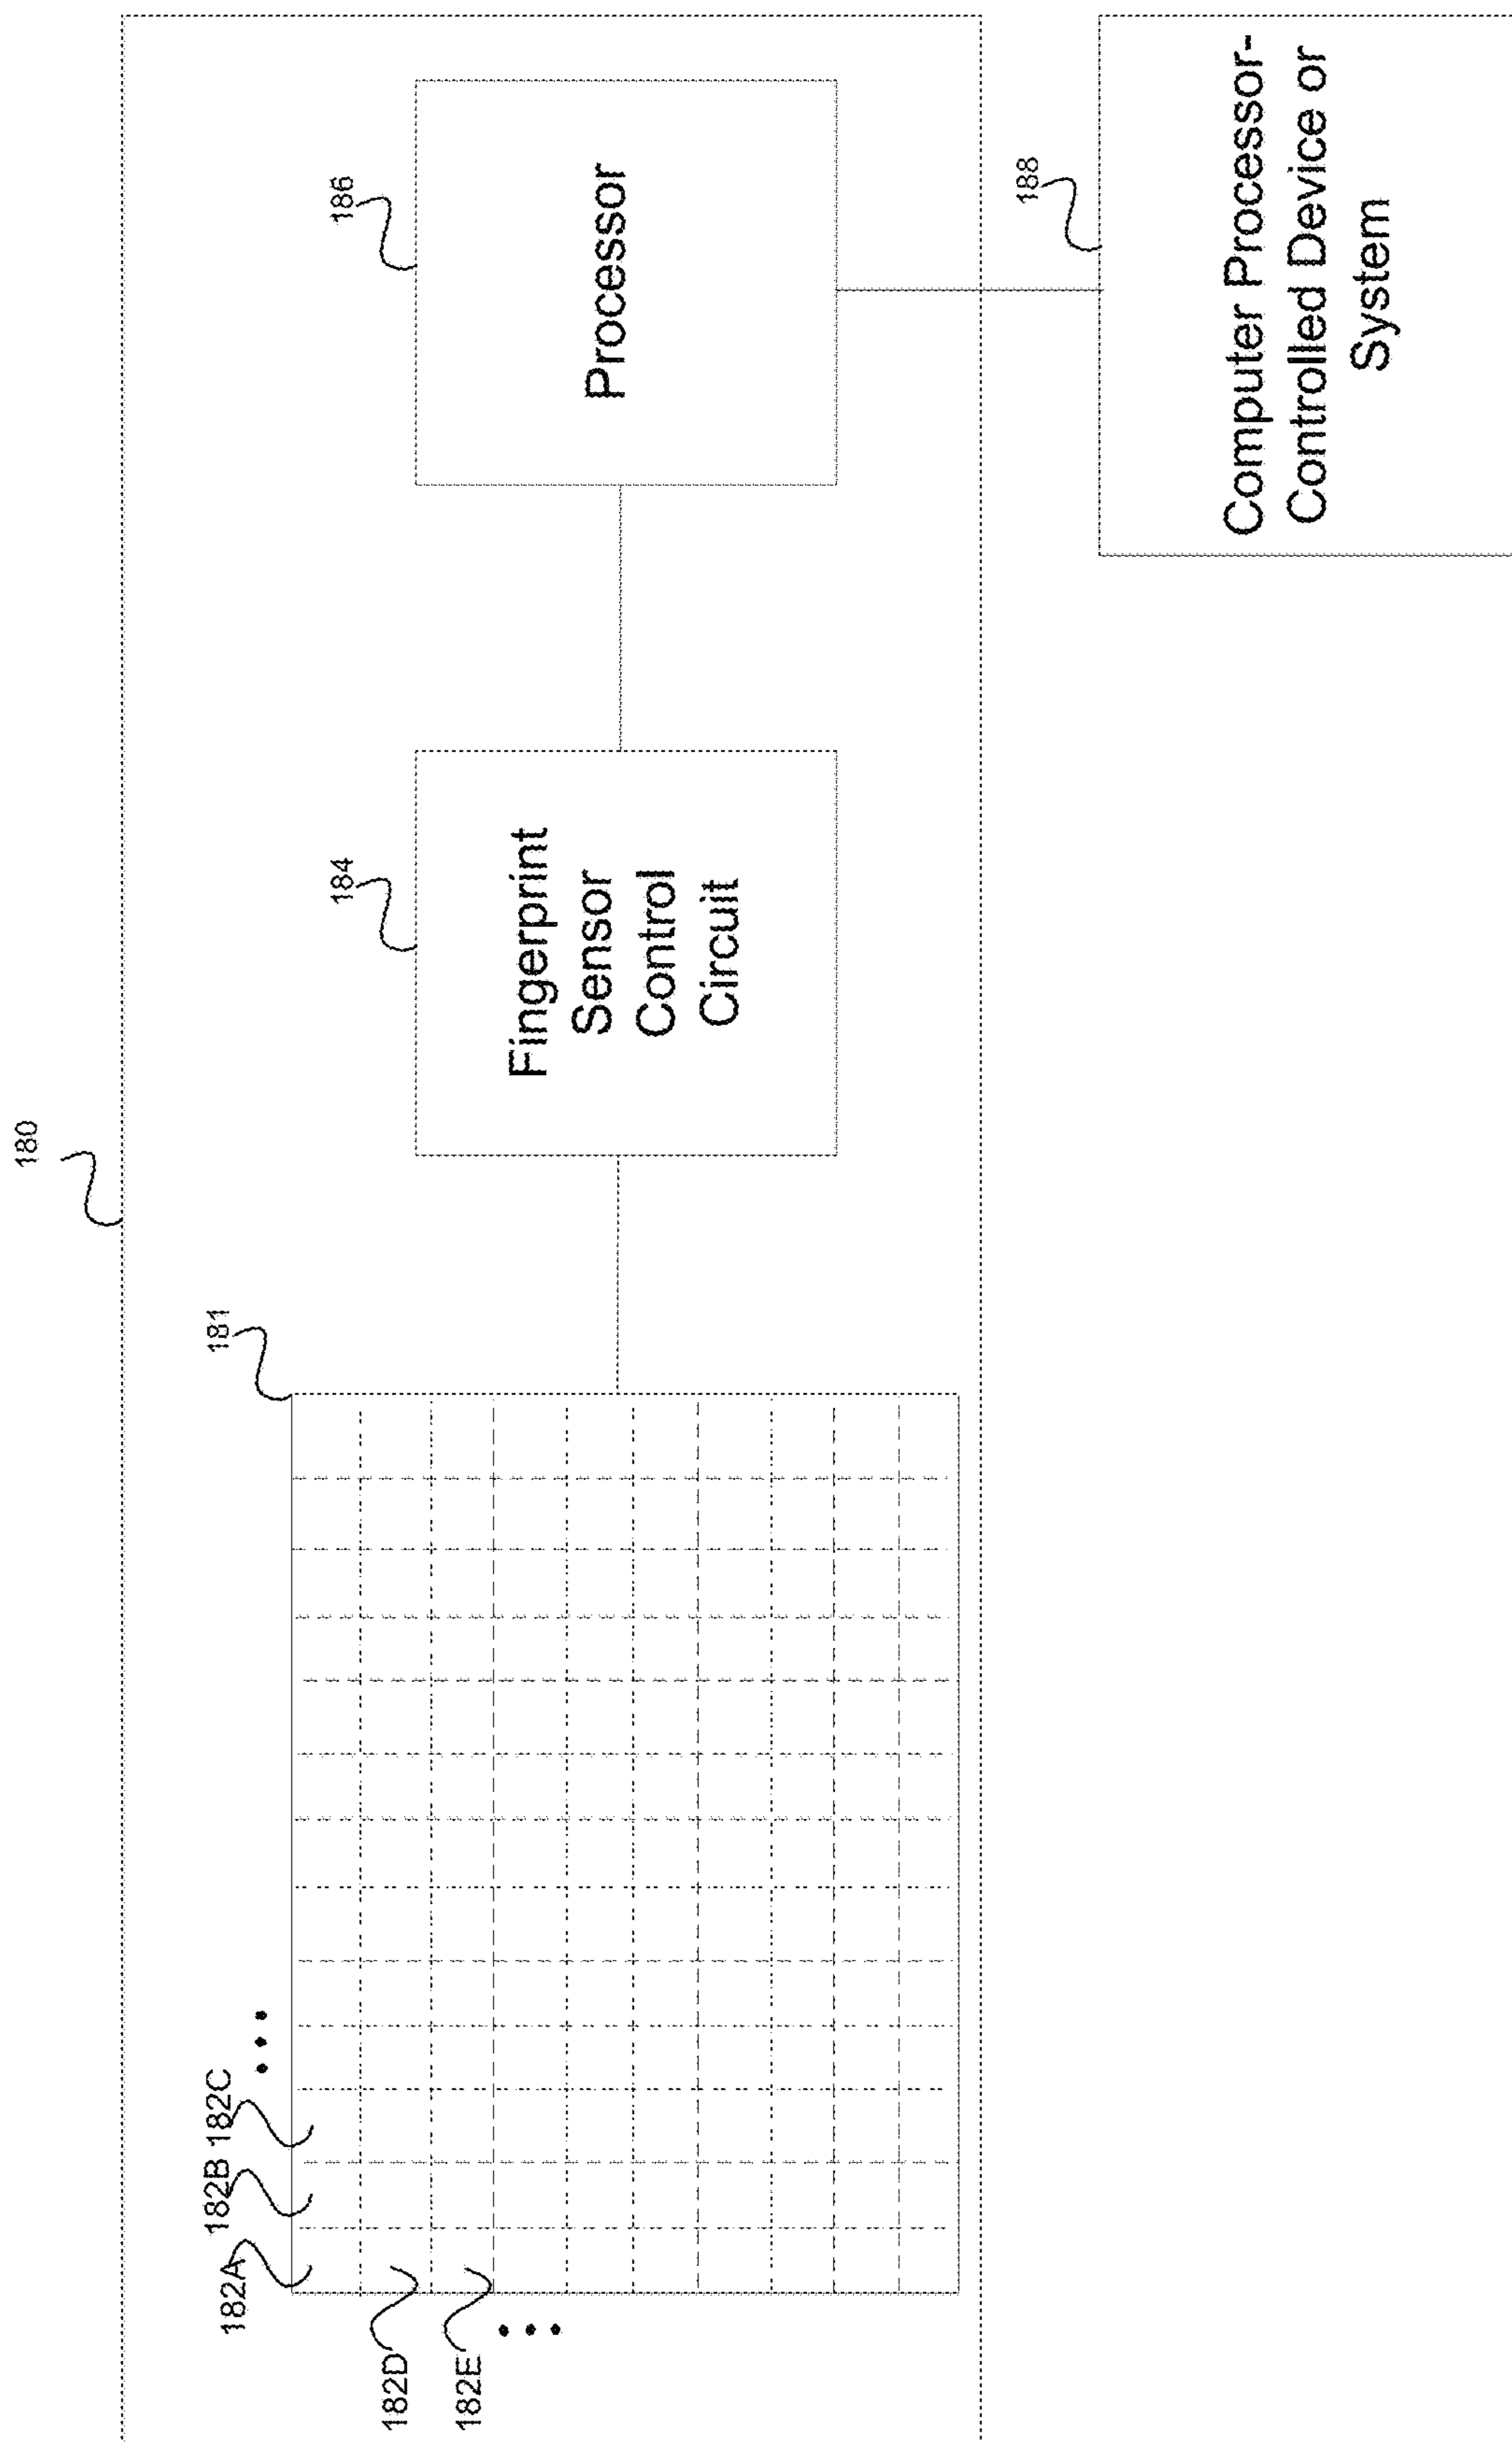 180
181
182A
182B
182C
182D
182E
184
Fingerprint
Sensor
Control
Circuit
186
Processor
188
Computer Processor-
Controlled Device or
System